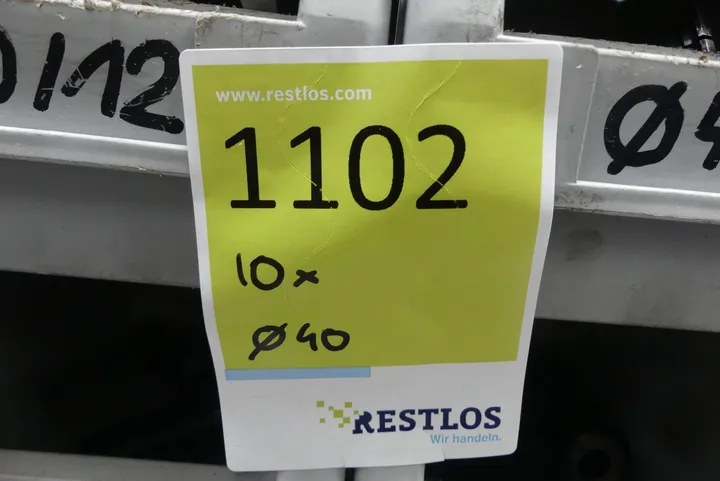 www.restlos.com
1102
10x
Ø40
RESTLOS
Wir handeln.